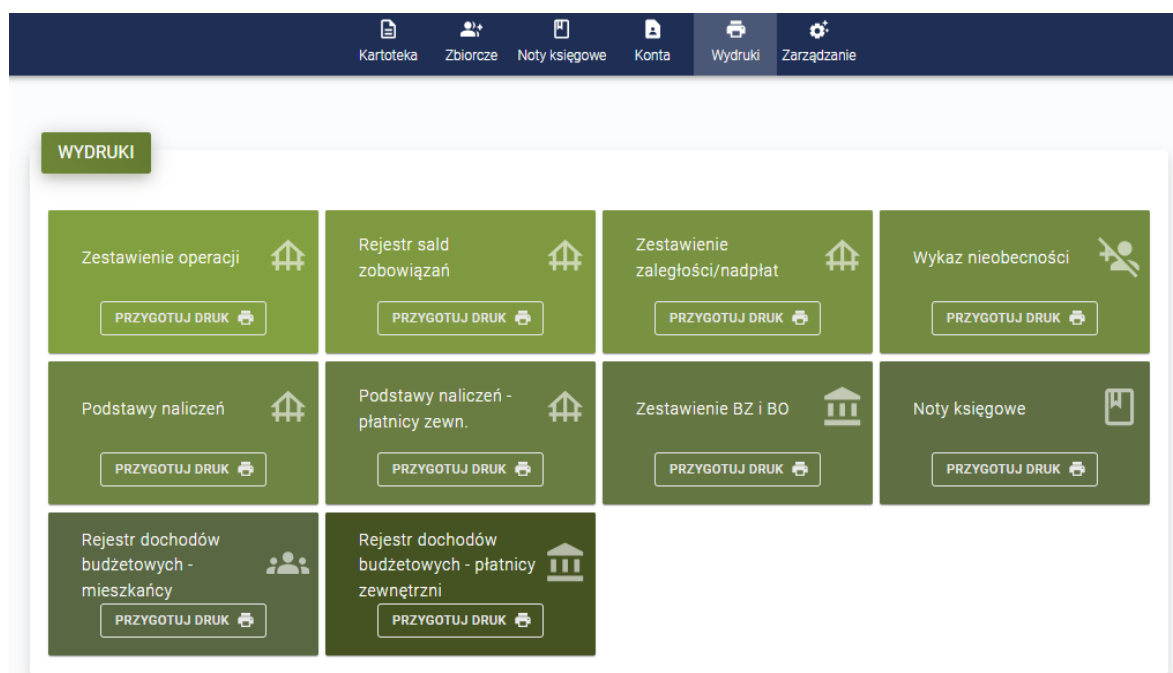 Kartoteka Zbiorcze Noty księgowe Konta Wydruki Zarządzanie
WYDRUKI
Zestawienie operacji
PRZYGOTUJ DRUK
Rejestr sald
zobowiązań
PRZYGOTUJ DRUK
Zestawienie
zaległości/nadpłat
PRZYGOTUJ DRUK
Wykaz nieobecności
PRZYGOTUJ DRUK
Podstawy naliczeń
PRZYGOTUJ DRUK
Podstawy naliczeń -
płatnicy zewn.
PRZYGOTUJ DRUK
Zestawienie BZ i BO
PRZYGOTUJ DRUK
Noty księgowe
PRZYGOTUJ DRUK
Rejestr dochodów
budżetowych -
mieszkańcy
PRZYGOTUJ DRUK
Rejestr dochodów
budżetowych - płatnicy
zewnętrzni
PRZYGOTUJ DRUK